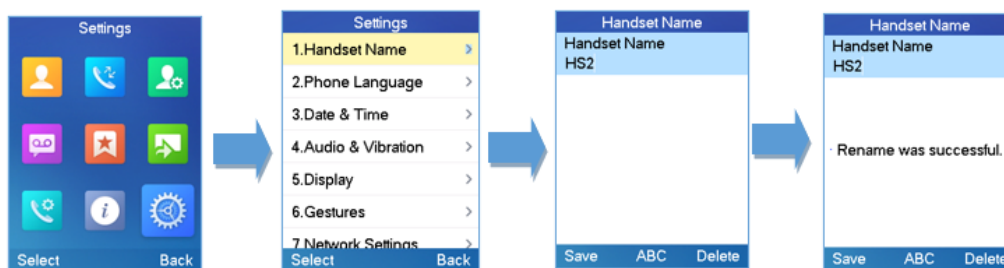 Settings
Select Back
Settings
1.Handset Name
2.Phone Language
3.Date & Time
4.Audio & Vibration
5.Display
6.Gestures
7.Network Settings
Select Back
Handset Name
Handset Name
HS2
Save ABC Delete
Handset Name
Handset Name
HS2
Rename was successful.
Save ABC Delete